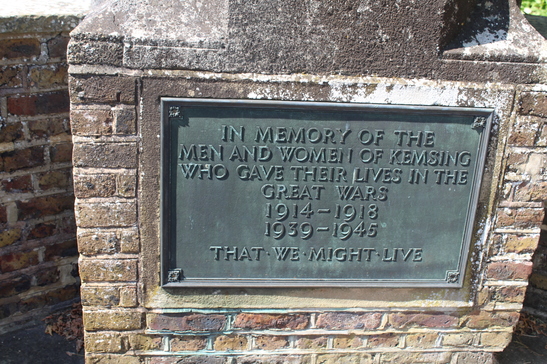 IN MEMORY OF THE
MEN AND WOMEN OF KEMSING
WHO GAVE THEIR LIVES IN THE
GREAT WARS
1914-1918
1939-1945
THAT·WE·MIGHT·LIVE